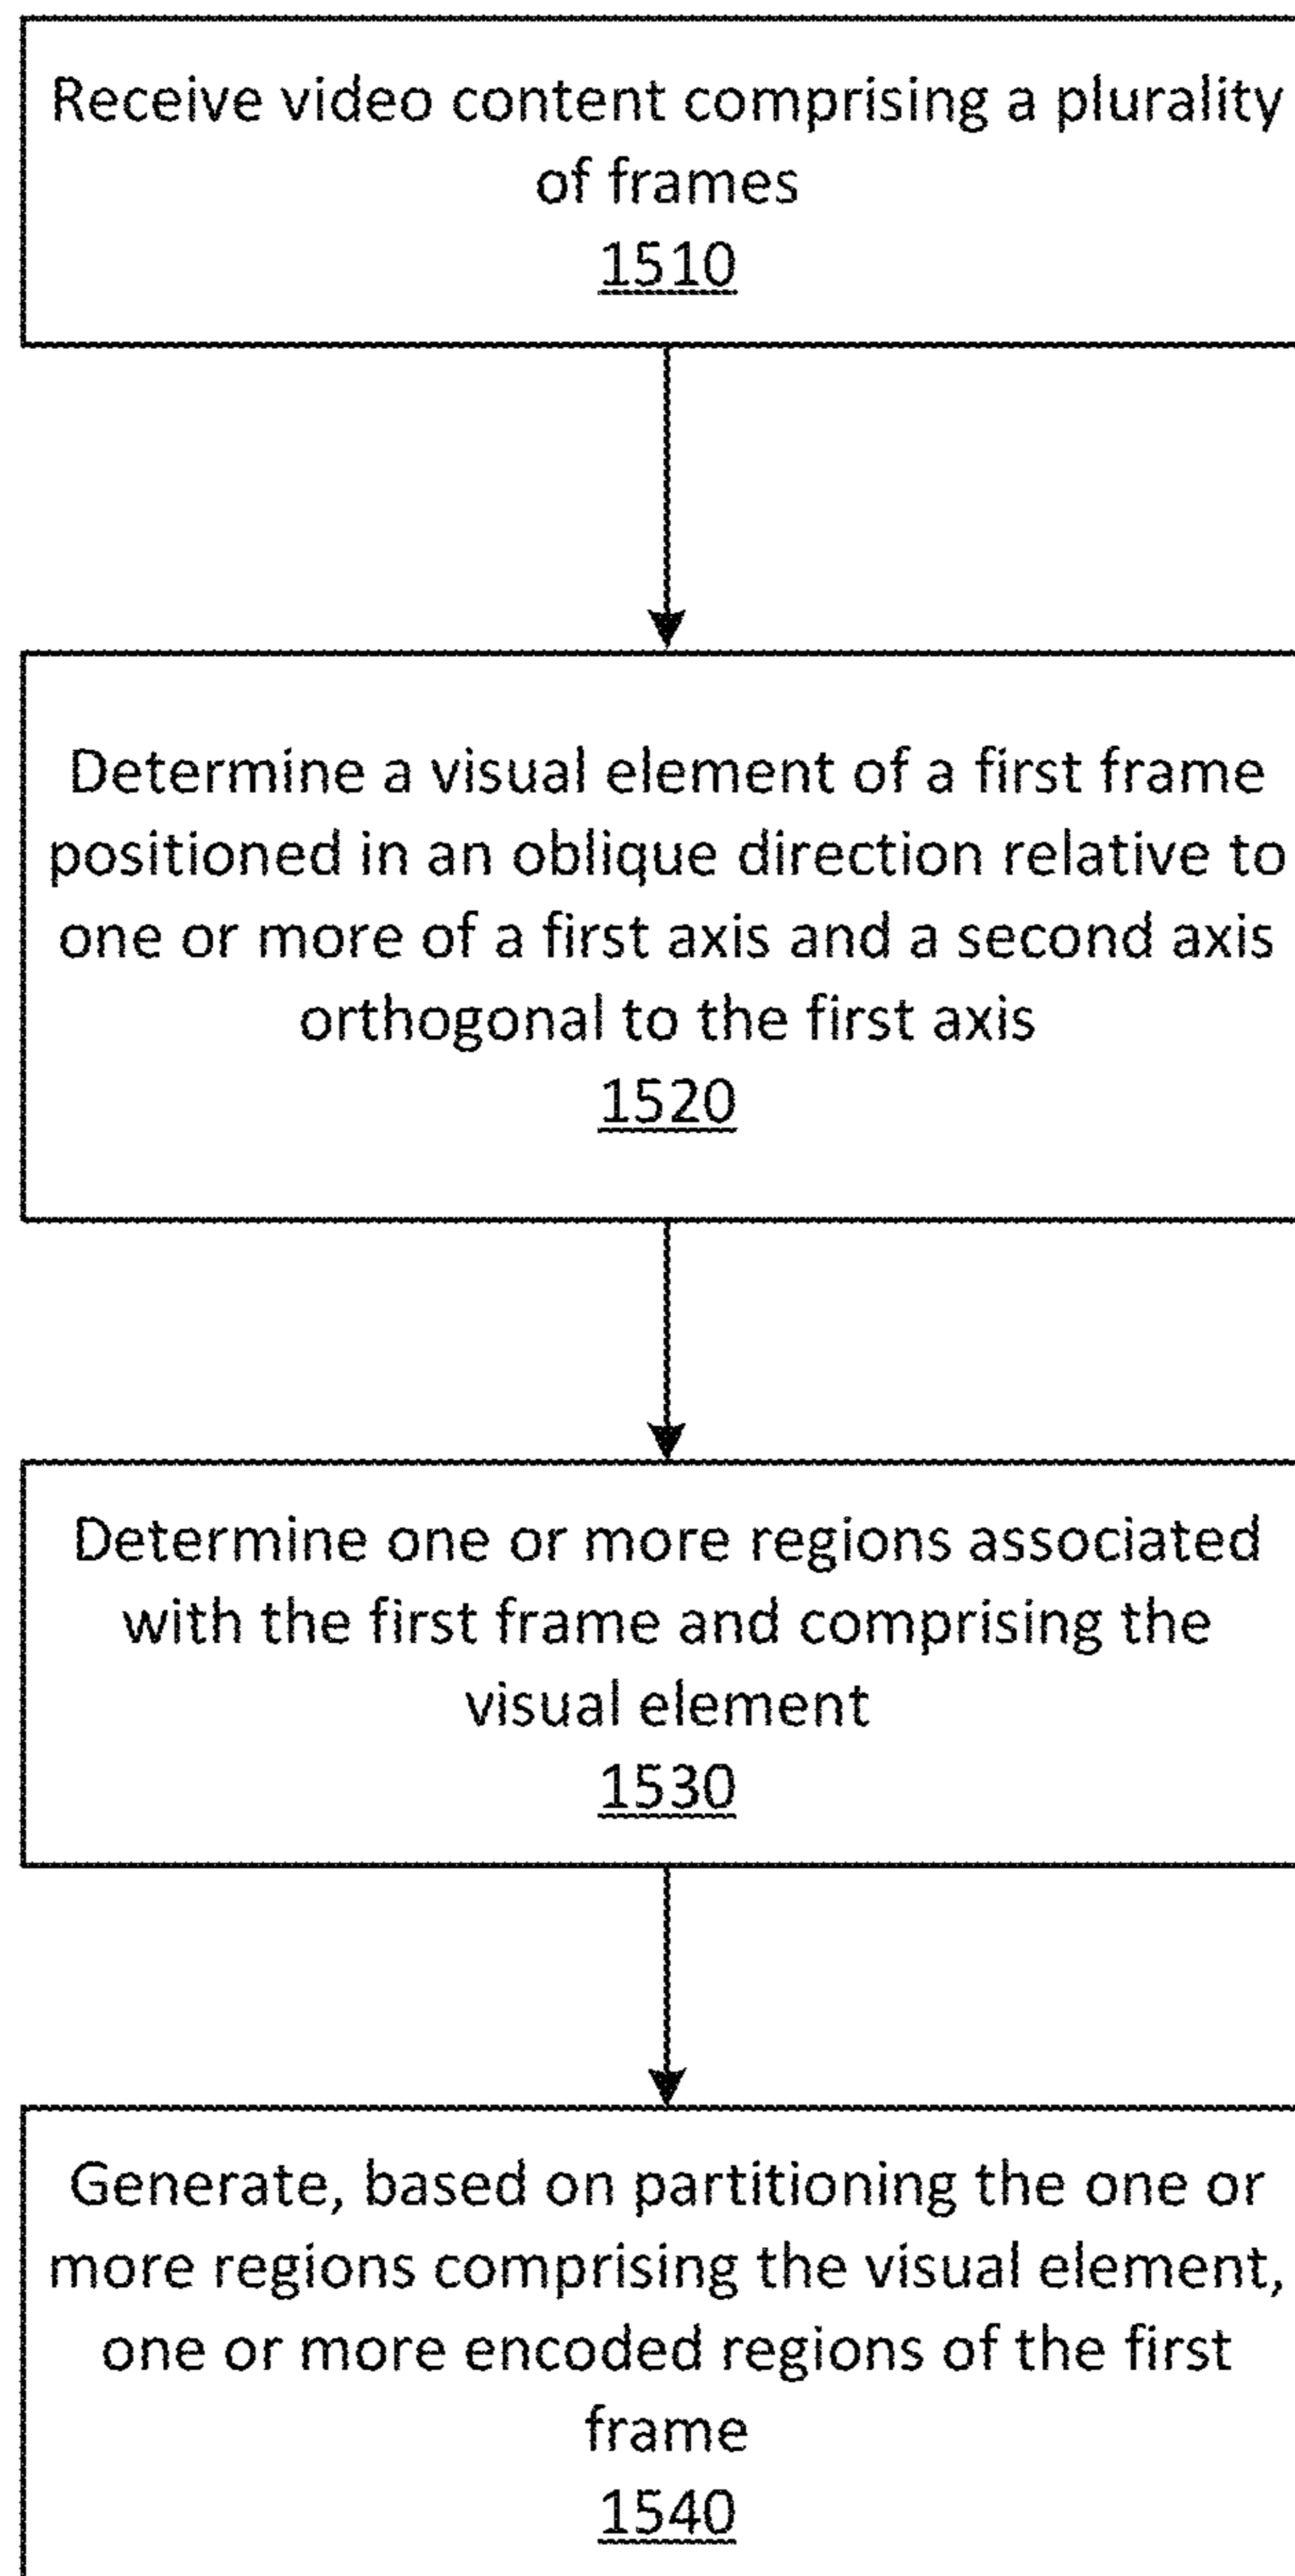 Receive video content comprising a plurality
of frames
1510
Determine a visual element of a first frame
positioned in an oblique direction relative to
one or more of a first axis and a second axis
orthogonal to the first axis
1520
Determine one or more regions associated
with the first frame and comprising the
visual element
1530
Generate, based on partitioning the one or
more regions comprising the visual element,
one or more encoded regions of the first
frame
1540